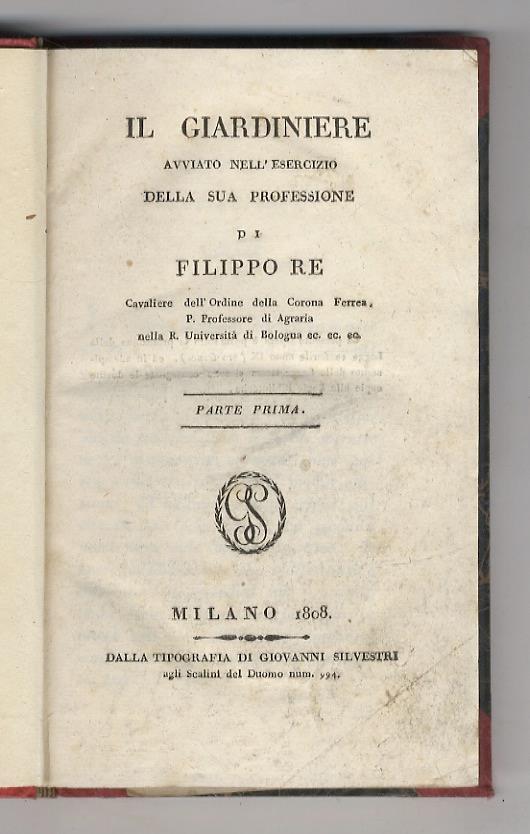 IL GIARDINIERE
AVVIATO NELL' ESERCIZIO
DELLA SUA PROFESSIONE
DI
FILIPPO RE
Cavaliere dell' Ordine della Corona Ferrea,
P. Professore di Agraria
nella R. Università di Bologna ec. ec. ec.
PARTE PRIMA.
GS
MILANO 1808.
DALLA TIPOGRAFIA DI GIOVANNI SILVESTRI
agli Scalini del Duomo num. 994.